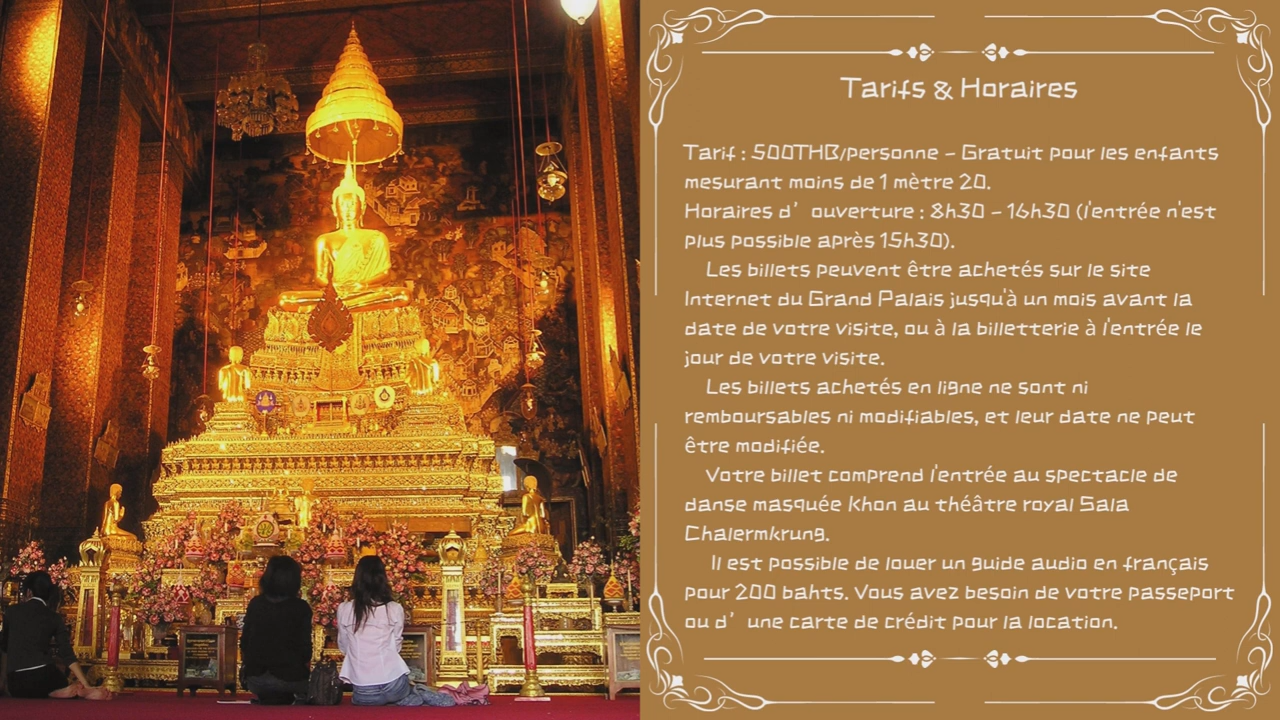 Tarifs & Horaires
Tarif : 500THB/personne – Gratuit pour les enfants
mesurant moins de 1 mètre 20.
Horaires d’ouverture : 8h30 – 16h30 (l'entrée n'est
plus possible après 15h30).
Les billets peuvent être achetés sur le site
Internet du Grand Palais jusqu'à un mois avant la
date de votre visite, ou à la billetterie à l'entrée le
jour de votre visite.
Les billets achetés en ligne ne sont ni
remboursables ni modifiables, et leur date ne peut
être modifiée.
Votre billet comprend l'entrée au spectacle de
danse masquée Khon au théâtre royal Sala
Chalermkrung.
Il est possible de louer un guide audio en français
pour 200 bahts. Vous avez besoin de votre passeport
ou d’une carte de crédit pour la location.